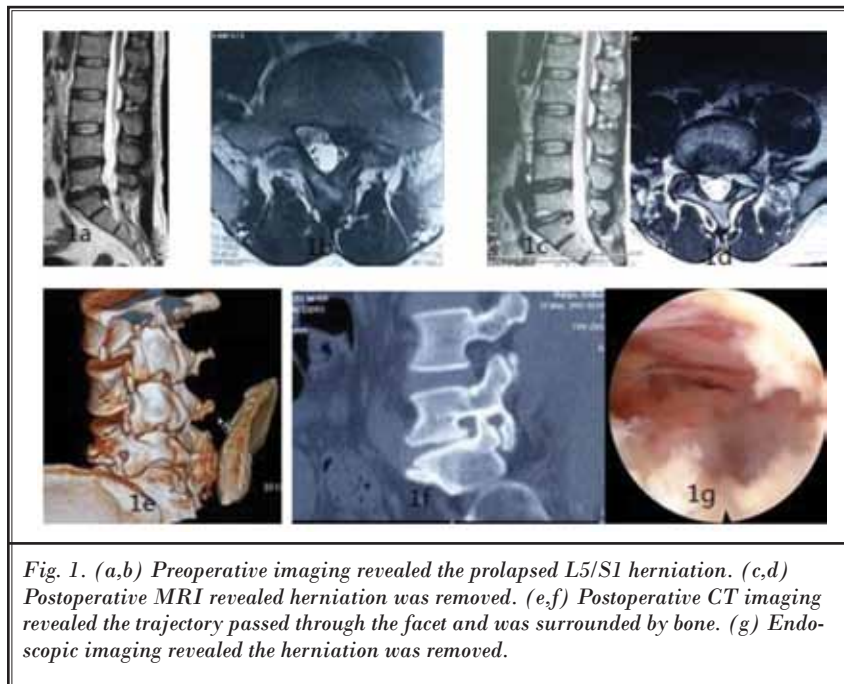 1a
1b
1c
1d
1e
1f
1g
Fig. 1. (a,b) Preoperative imaging revealed the prolapsed L5/S1 herniation. (c,d)
Postoperative MRI revealed herniation was removed. (e,f) Postoperative CT imaging
revealed the trajectory passed through the facet and was surrounded by bone. (g) Endo-
scopic imaging revealed the herniation was removed.